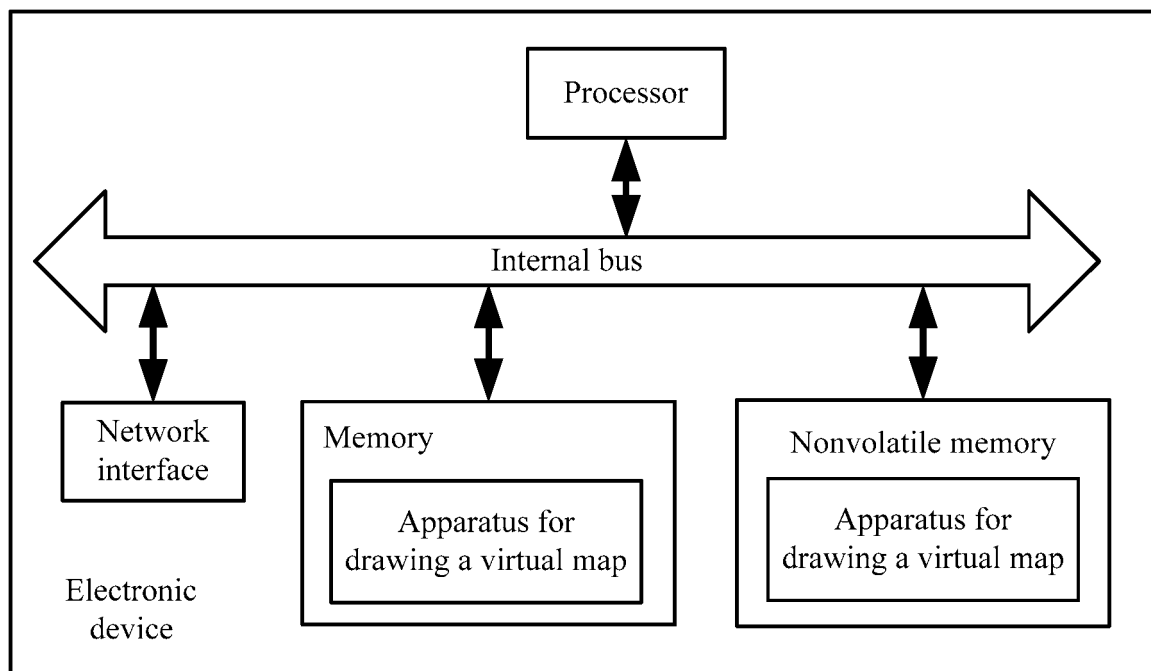 Processor
Internal bus
Network
interface
Memory
Apparatus for
drawing a virtual map
Nonvolatile memory
Apparatus for
drawing a virtual map
Electronic
device